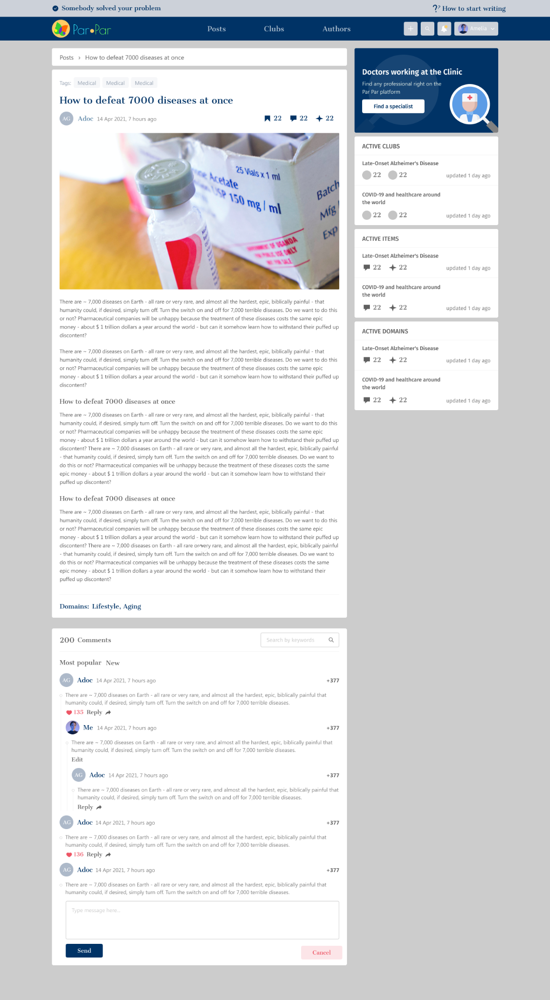 Somebody solved your problem
How to start writing
Par Par
Posts
Clubs
Authors
Amelia
Posts › How to defeat 7000 diseases at once
Tags: Medical Medical Medical
How to defeat 7000 diseases at once
AG Adoc 14 Apr 2021, 7 hours ago 22 22 22
25 Vials x 1 ml
Acetate
USP 150 mg / ml
Batch
Mfg
Exp
GOVERNMENT OF UGANDA
FOR PUBLIC USE ONLY
NOT FOR SALE
There are ~ 7,000 diseases on Earth - all rare or very rare, and almost all the hardest, epic, biblically painful - that
humanity could, if desired, simply turn off. Turn the switch on and off for 7,000 terrible diseases. Do we want to do this
or not? Pharmaceutical companies will be unhappy because the treatment of these diseases costs the same epic
money - about $ 1 trillion dollars a year around the world - but can it somehow learn how to withstand their puffed up
discontent?
There are ~ 7,000 diseases on Earth - all rare or very rare, and almost all the hardest, epic, biblically painful - that
humanity could, if desired, simply turn off. Turn the switch on and off for 7,000 terrible diseases. Do we want to do this
or not? Pharmaceutical companies will be unhappy because the treatment of these diseases costs the same epic
money - about $ 1 trillion dollars a year around the world - but can it somehow learn how to withstand their puffed up
discontent?
How to defeat 7000 diseases at once
There are ~ 7,000 diseases on Earth - all rare or very rare, and almost all the hardest, epic, biblically painful - that
humanity could, if desired, simply turn off. Turn the switch on and off for 7,000 terrible diseases. Do we want to do this
or not? Pharmaceutical companies will be unhappy because the treatment of these diseases costs the same epic
money - about $ 1 trillion dollars a year around the world - but can it somehow learn how to withstand their puffed up
discontent? There are ~ 7,000 diseases on Earth - all rare or very rare, and almost all the hardest, epic, biblically painful
- that humanity could, if desired, simply turn off. Turn the switch on and off for 7,000 terrible diseases. Do we want to
do this or not? Pharmaceutical companies will be unhappy because the treatment of these diseases costs the same
epic money - about $ 1 trillion dollars a year around the world - but can it somehow learn how to withstand their
puffed up discontent?
How to defeat 7000 diseases at once
There are ~ 7,000 diseases on Earth - all rare or very rare, and almost all the hardest, epic, biblically painful - that
humanity could, if desired, simply turn off. Turn the switch on and off for 7,000 terrible diseases. Do we want to do this
or not? Pharmaceutical companies will be unhappy because the treatment of these diseases costs the same epic
money - about $ 1 trillion dollars a year around the world - but can it somehow learn how to withstand their puffed up
discontent? There are ~ 7,000 diseases on Earth - all rare or very rare, and almost all the hardest, epic, biblically painful
- that humanity could, if desired, simply turn off. Turn the switch on and off for 7,000 terrible diseases. Do we want to
do this or not? Pharmaceutical companies will be unhappy because the treatment of these diseases costs the same
epic money - about $ 1 trillion dollars a year around the world - but can it somehow learn how to withstand their
puffed up discontent?
Domains: Lifestyle, Aging
200 Comments
Search by keywords
Most popular New
AG Adoc 14 Apr 2021, 7 hours ago +377
There are ~ 7,000 diseases on Earth - all rare or very rare, and almost all the hardest, epic, biblically painful that
humanity could, if desired, simply turn off. Turn the switch on and off for 7,000 terrible diseases.
135 Reply
Me 14 Apr 2021, 7 hours ago +377
There are ~ 7,000 diseases on Earth - all rare or very rare, and almost all the hardest, epic, biblically painful that
humanity could, if desired, simply turn off. Turn the switch on and off for 7,000 terrible diseases.
Edit
AG Adoc 14 Apr 2021, 7 hours ago +377
There are ~ 7,000 diseases on Earth - all rare or very rare, and almost all the hardest, epic, biblically painful that
humanity could, if desired, simply turn off. Turn the switch on and off for 7,000 terrible diseases.
Reply
AG Adoc 14 Apr 2021, 7 hours ago +377
There are ~ 7,000 diseases on Earth - all rare or very rare, and almost all the hardest, epic, biblically painful that
humanity could, if desired, simply turn off. Turn the switch on and off for 7,000 terrible diseases.
136 Reply
AG Adoc 14 Apr 2021, 7 hours ago +377
There are ~ 7,000 diseases on Earth - all rare or very rare, and almost all the hardest, epic, biblically painful that
humanity could, if desired, simply turn off. Turn the switch on and off for 7,000 terrible diseases.
Type message here...
Send
Cancel
Doctors working at the Clinic
Find any professional right on the
Par Par platform
Find a specialist
ACTIVE CLUBS
Late-Onset Alzheimer's Disease
22 22 updated 1 day ago
COVID-19 and healthcare around
the world
22 22 updated 1 day ago
ACTIVE ITEMS
Late-Onset Alzheimer's Disease
22 22 updated 1 day ago
COVID-19 and healthcare around
the world
22 22 updated 1 day ago
ACTIVE DOMAINS
Late-Onset Alzheimer's Disease
22 22 updated 1 day ago
COVID-19 and healthcare around
the world
22 22 updated 1 day ago